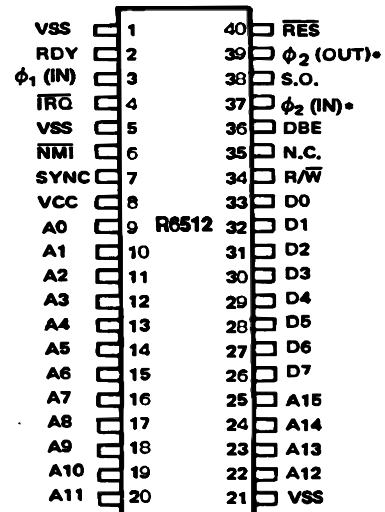 VSS 1 40 R̅E̅S̅
RDY 2 39 ϕ2 (OUT)*
ϕ1 (IN) 3 38 S.O.
I̅R̅Q̅ 4 37 ϕ2 (IN)*
VSS 5 36 DBE
N̅M̅I̅ 6 35 N.C.
SYNC 7 34 R/W̅
VCC 8 33 D0
A0 9 R6512 32 D1
A1 10 31 D2
A2 11 30 D3
A3 12 29 D4
A4 13 28 D5
A5 14 27 D6
A6 15 26 D7
A7 16 25 A15
A8 17 24 A14
A9 18 23 A13
A10 19 22 A12
A11 20 21 VSS